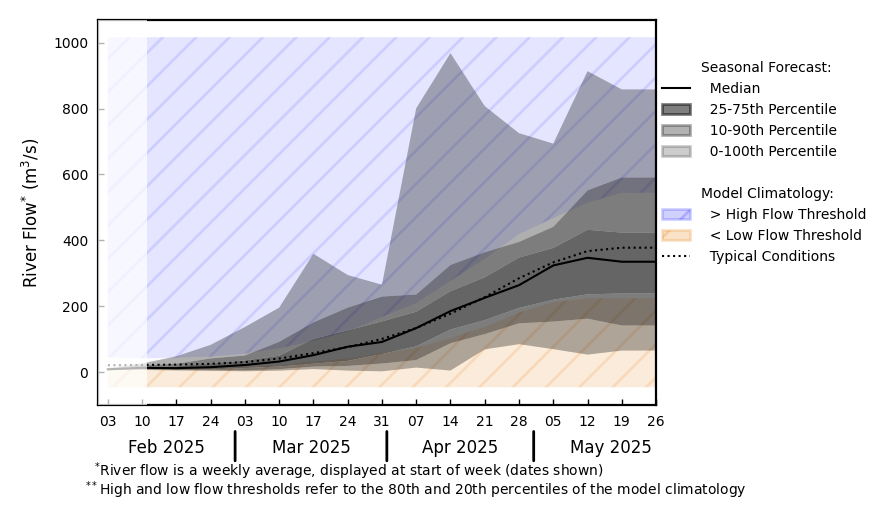 River Flow* (m³/s)
1000
800
600
400
200
0
03 10 17 24 03 10 17 24 31 07 14 21 28 05 12 19 26
Feb 2025 Mar 2025 Apr 2025 May 2025
Seasonal Forecast:
Median
25-75th Percentile
10-90th Percentile
0-100th Percentile
Model Climatology:
> High Flow Threshold
< Low Flow Threshold
Typical Conditions
*River flow is a weekly average, displayed at start of week (dates shown)
**High and low flow thresholds refer to the 80th and 20th percentiles of the model climatology